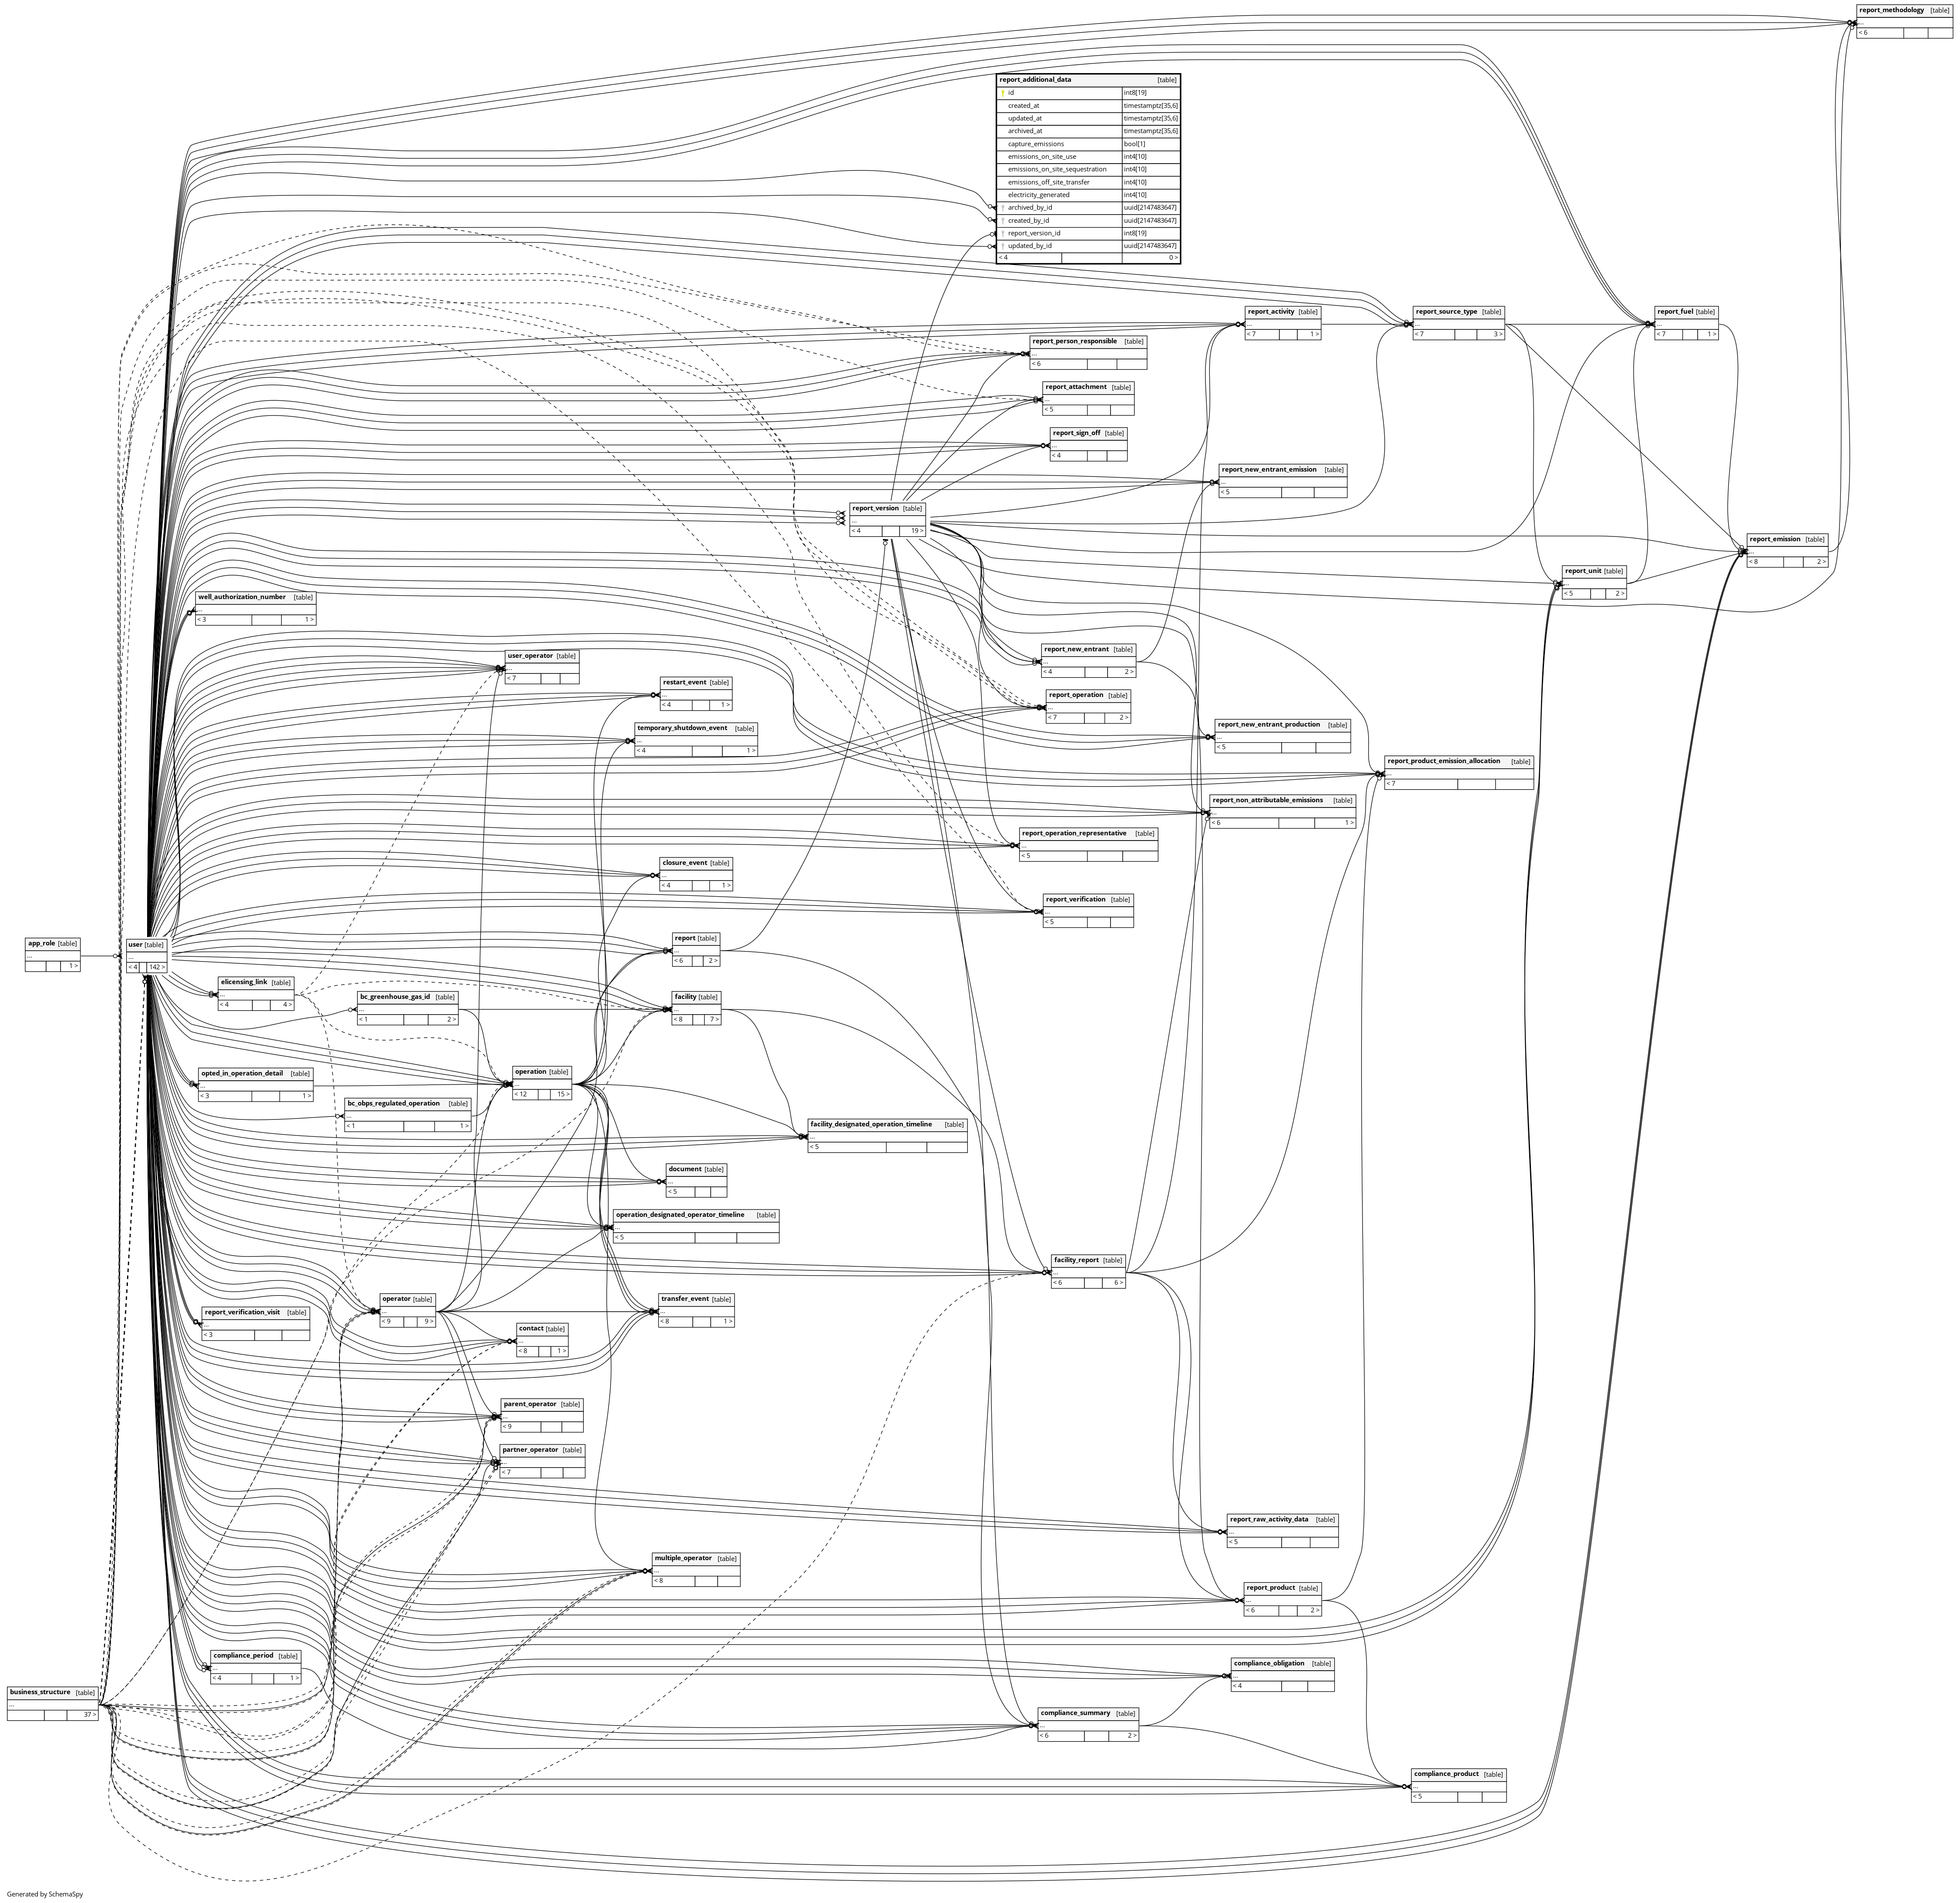 report_methodology [table]
...
< 6
report_additional_data [table]
id int8[19]
created_at timestamptz[35,6]
updated_at timestamptz[35,6]
archived_at timestamptz[35,6]
capture_emissions bool[1]
emissions_on_site_use int4[10]
emissions_on_site_sequestration int4[10]
emissions_off_site_transfer int4[10]
electricity_generated int4[10]
archived_by_id uuid[2147483647]
created_by_id uuid[2147483647]
report_version_id int8[19]
updated_by_id uuid[2147483647]
< 4 0 >
report_activity [table]
...
< 7 1 >
report_source_type [table]
...
< 7 3 >
report_fuel [table]
...
< 7 1 >
report_person_responsible [table]
...
< 6
report_attachment [table]
...
< 5
report_sign_off [table]
...
< 4
report_new_entrant_emission [table]
...
< 5
report_version [table]
...
< 4 19 >
report_emission [table]
...
< 8 2 >
report_unit [table]
...
< 5 2 >
well_authorization_number [table]
...
< 3 1 >
report_new_entrant [table]
...
< 4 2 >
user_operator [table]
...
< 7
restart_event [table]
...
< 4 1 >
report_operation [table]
...
< 7 2 >
temporary_shutdown_event [table]
...
< 4 1 >
report_new_entrant_production [table]
...
< 5
report_product_emission_allocation [table]
...
< 7
report_non_attributable_emissions [table]
...
< 6 1 >
report_operation_representative [table]
...
< 5
closure_event [table]
...
< 4 1 >
report_verification [table]
...
< 5
report [table]
...
< 6 2 >
app_role [table]
...
1 >
user [table]
...
< 4 142 >
elicensing_link [table]
...
< 4 4 >
bc_greenhouse_gas_id [table]
...
< 1 2 >
facility [table]
...
< 8 7 >
operation [table]
...
< 12 15 >
opted_in_operation_detail [table]
...
< 3 1 >
bc_obps_regulated_operation [table]
...
< 1 1 >
facility_designated_operation_timeline [table]
...
< 5
document [table]
...
< 5
operation_designated_operator_timeline [table]
...
< 5
facility_report [table]
...
< 6 6 >
operator [table]
...
< 9 9 >
transfer_event [table]
...
< 8 1 >
report_verification_visit [table]
...
< 3
contact [table]
...
< 8 1 >
parent_operator [table]
...
< 9
partner_operator [table]
...
< 7
report_raw_activity_data [table]
...
< 5
multiple_operator [table]
...
< 8
report_product [table]
...
< 6 2 >
compliance_period [table]
...
< 4 1 >
compliance_obligation [table]
...
< 4
business_structure [table]
...
37 >
compliance_summary [table]
...
< 6 2 >
compliance_product [table]
...
< 5
Generated by SchemaSpy